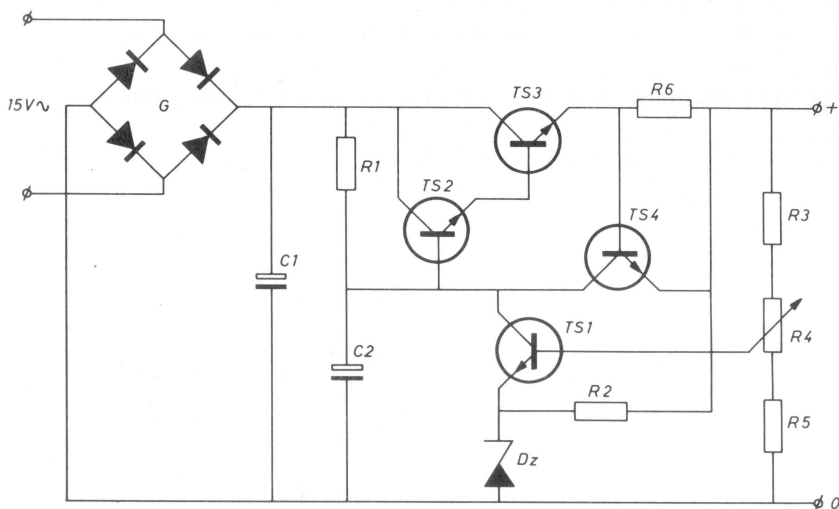 15V~
G
C1
R1
C2
TS2
TS3
R6
TS4
TS1
R2
Dz
R3
R4
R5
+
0